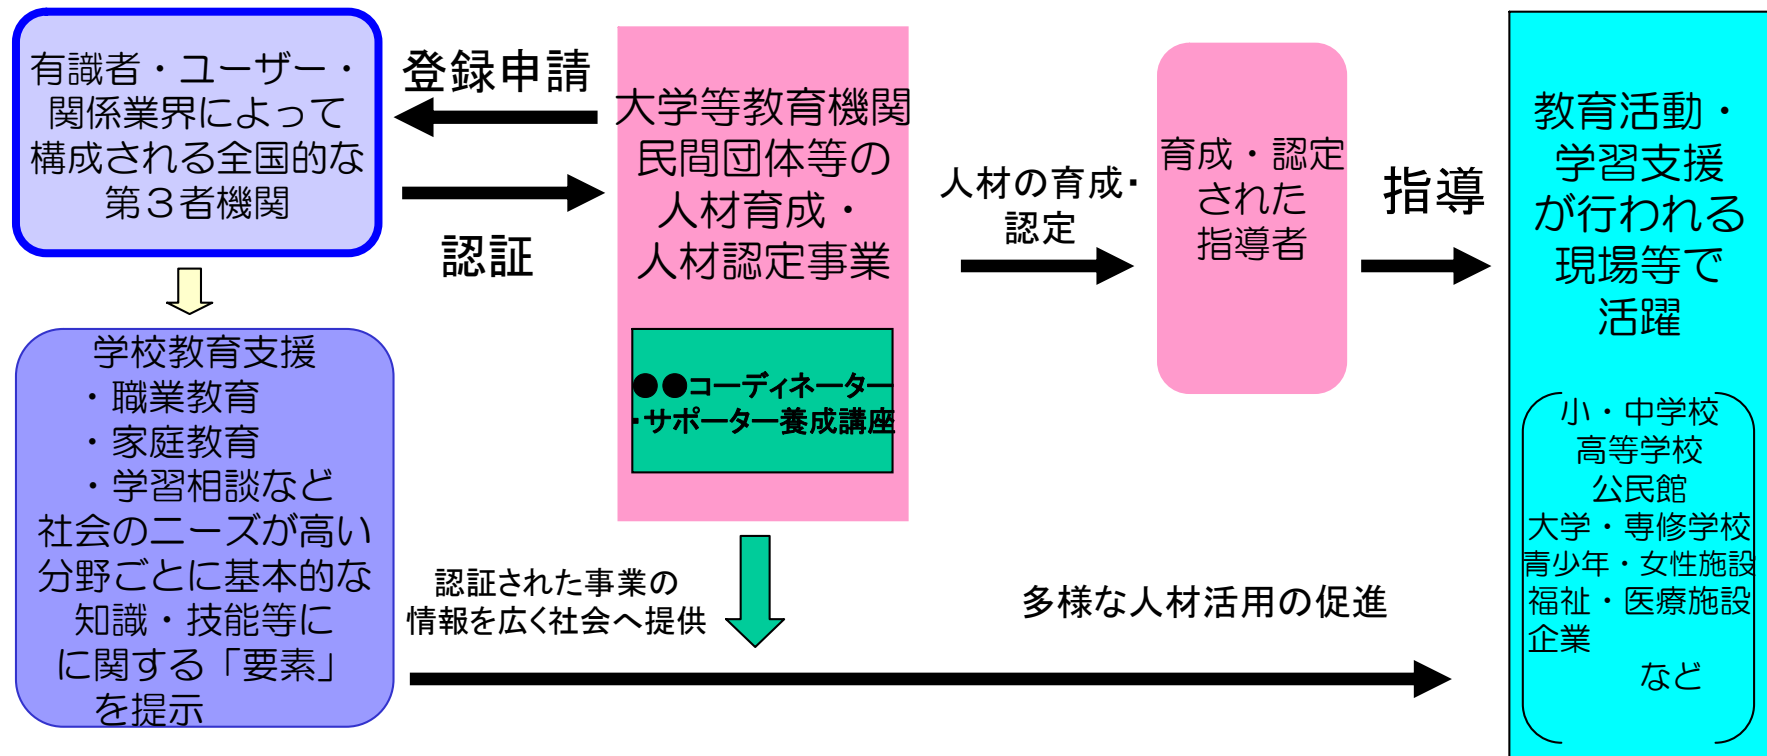 有識者・ユーザー・
関係業界によって
構成される全国的な
第３者機関
登録申請
認証
学校教育支援
・職業教育
・家庭教育
・学習相談など
社会のニーズが高い
分野ごとに基本的な
知識・技能等に
に関する「要素」
を提示
大学等教育機関
民間団体等の
人材育成・
人材認定事業
●●コーディネーター
・サポーター養成講座
認証された事業の
情報を広く社会へ提供
人材の育成・
認定
育成・認定
された
指導者
指導
多様な人材活用の促進
教育活動・
学習支援
が行われる
現場等で
活躍
小・中学校
高等学校
公民館
大学・専修学校
青少年・女性施設
福祉・医療施設
企業
など